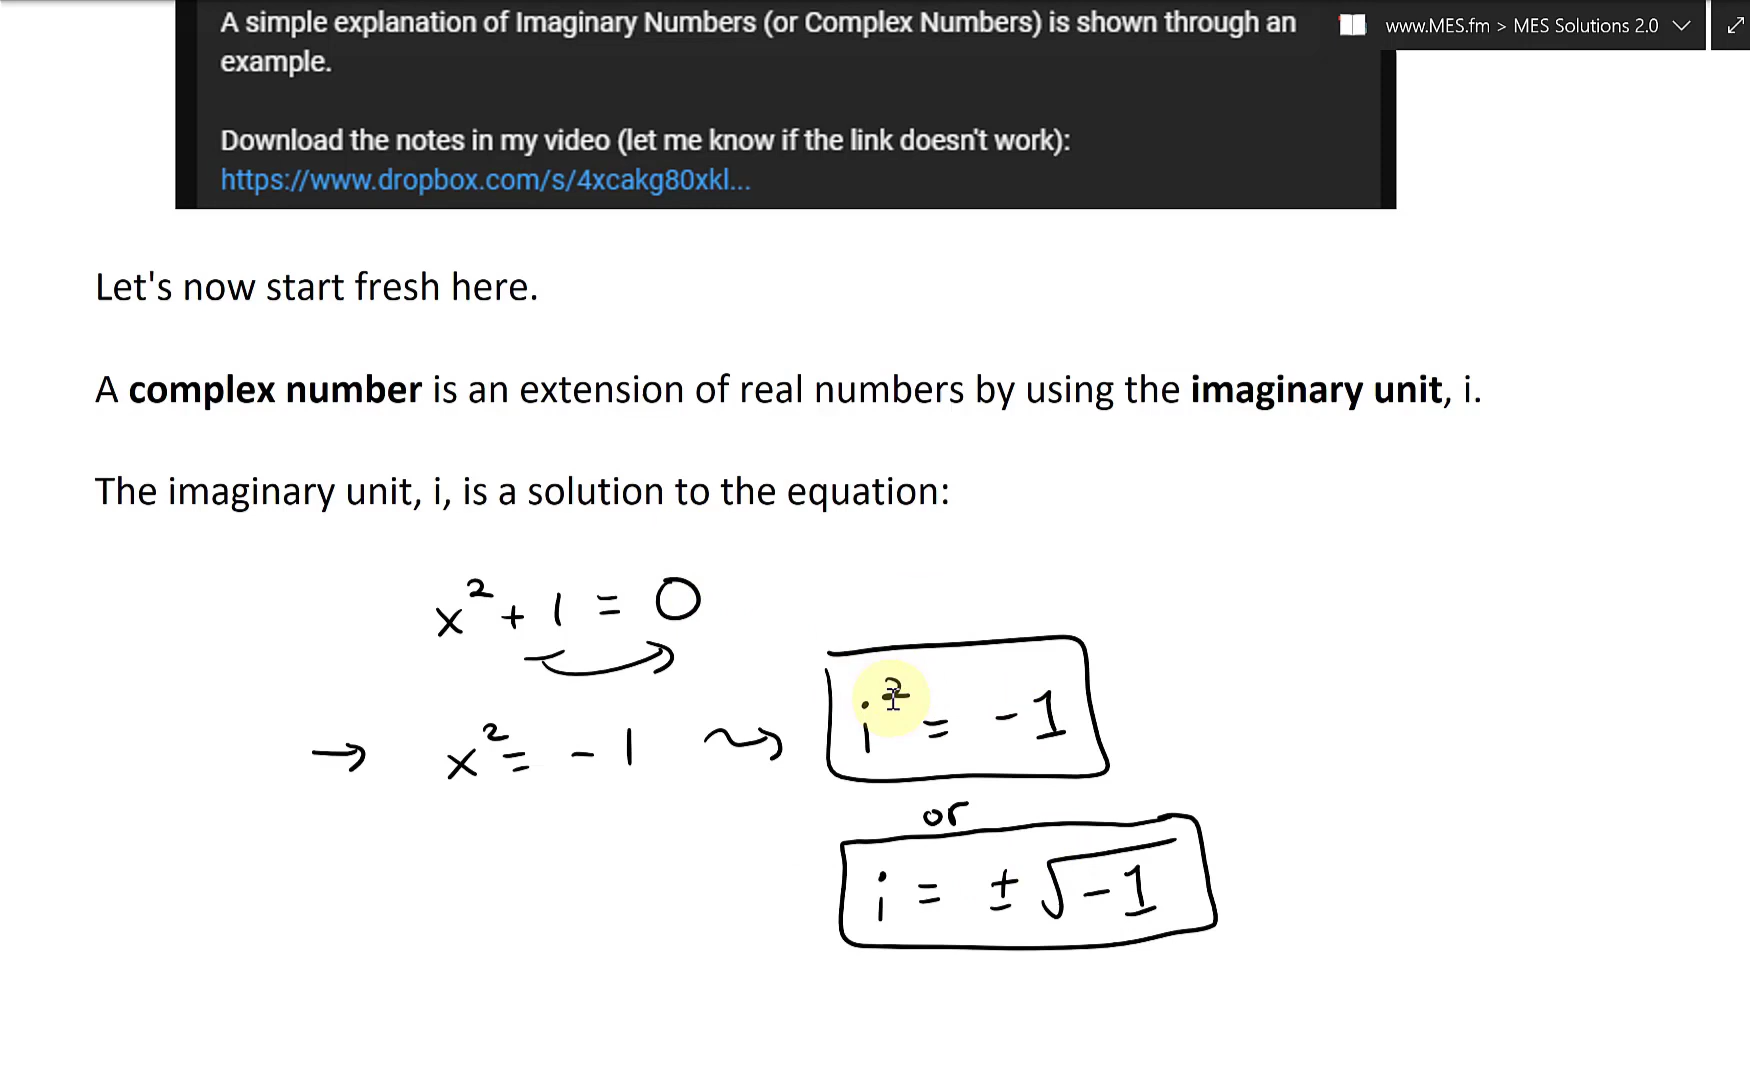 A simple explanation of Imaginary Numbers (or Complex Numbers) is shown through an
example.
www.MES.fm > MES Solutions 2.0
Download the notes in my video (let me know if the link doesn't work):
https://www.dropbox.com/s/4xcakg80xkl...
Let's now start fresh here.
A complex number is an extension of real numbers by using the imaginary unit, i.
The imaginary unit, i, is a solution to the equation:
x² + 1 = 0
→ x² = - 1 ⇝ i² = - 1
or
i = ± √-1